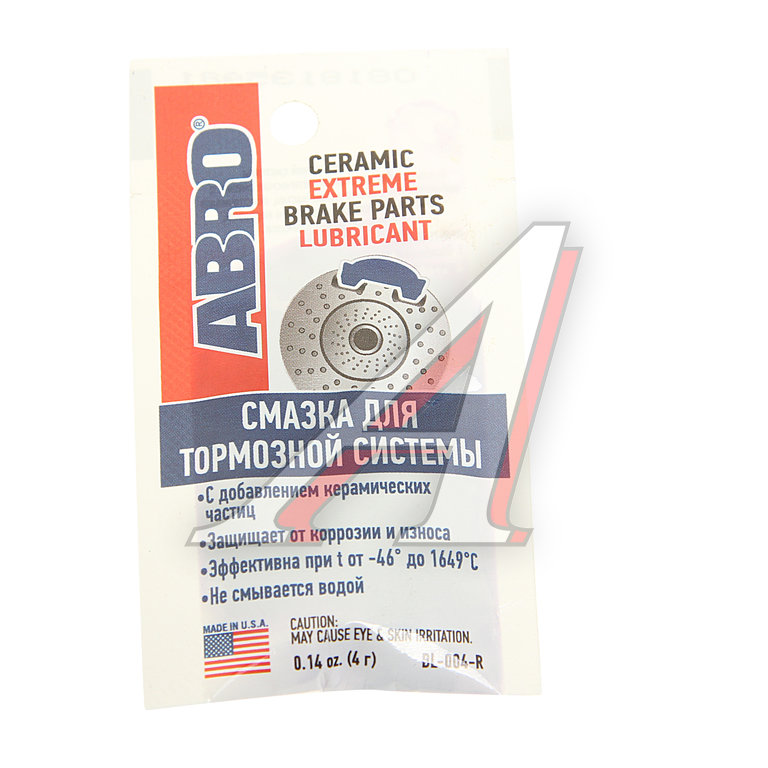 ABRO®
CERAMIC
EXTREME
BRAKE PARTS
LUBRICANT
СМАЗКА ДЛЯ
ТОРМОЗНОЙ СИСТЕМЫ
•С добавлением керамических
частиц
•Защищает от коррозии и износа
•Эффективна при t от -46° до 1649°C
•Не смывается водой
MADE IN U.S.A.
CAUTION:
MAY CAUSE EYE & SKIN IRRITATION.
0.14 oz. (4 г) BL-004-R